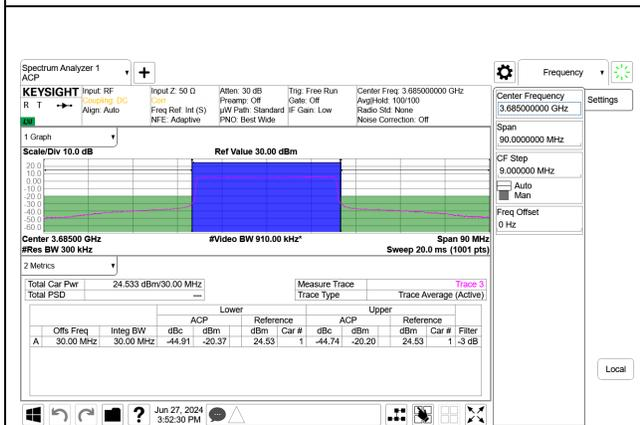 Spectrum Analyzer 1
ACP
Frequency
KEYSIGHT Input: RF Input Z: 50 Ω Atten: 30 dB Trig: Free Run Center Freq: 3.685000000 GHz
R T Coupling: DC Corr Preamp: Off Gate: Off Avg|Hold: 100/100
Align: Auto Freq Ref: Int (S) µW Path: Standard IF Gain: Low Radio Std: None
NFE: Adaptive PNO: Best Wide Noise Correction: Off
Center Frequency
3.685000000 GHz
Settings
Span
90.0000000 MHz
CF Step
9.000000 MHz
Auto
Man
Freq Offset
0 Hz
Local
1 Graph
Scale/Div 10.0 dB Ref Value 30.00 dBm
20.0
10.0
0.00
-10.0
-20.0
-30.0
-40.0
-50.0
-60.0
Center 3.68500 GHz #Video BW 910.00 kHz* Span 90 MHz
#Res BW 300 kHz Sweep 20.0 ms (1001 pts)
2 Metrics
Total Car Pwr 24.533 dBm/30.00 MHz Measure Trace Trace 3
Total PSD --- Trace Type Trace Average (Active)
Lower Upper
ACP Reference ACP Reference
Offs Freq Integ BW dBc dBm dBm Car # dBc dBm dBm Car # Filter
A 30.00 MHz 30.00 MHz -44.91 -20.37 24.53 1 -44.74 -20.20 24.53 1 -3 dB
Jun 27, 2024
3:52:30 PM